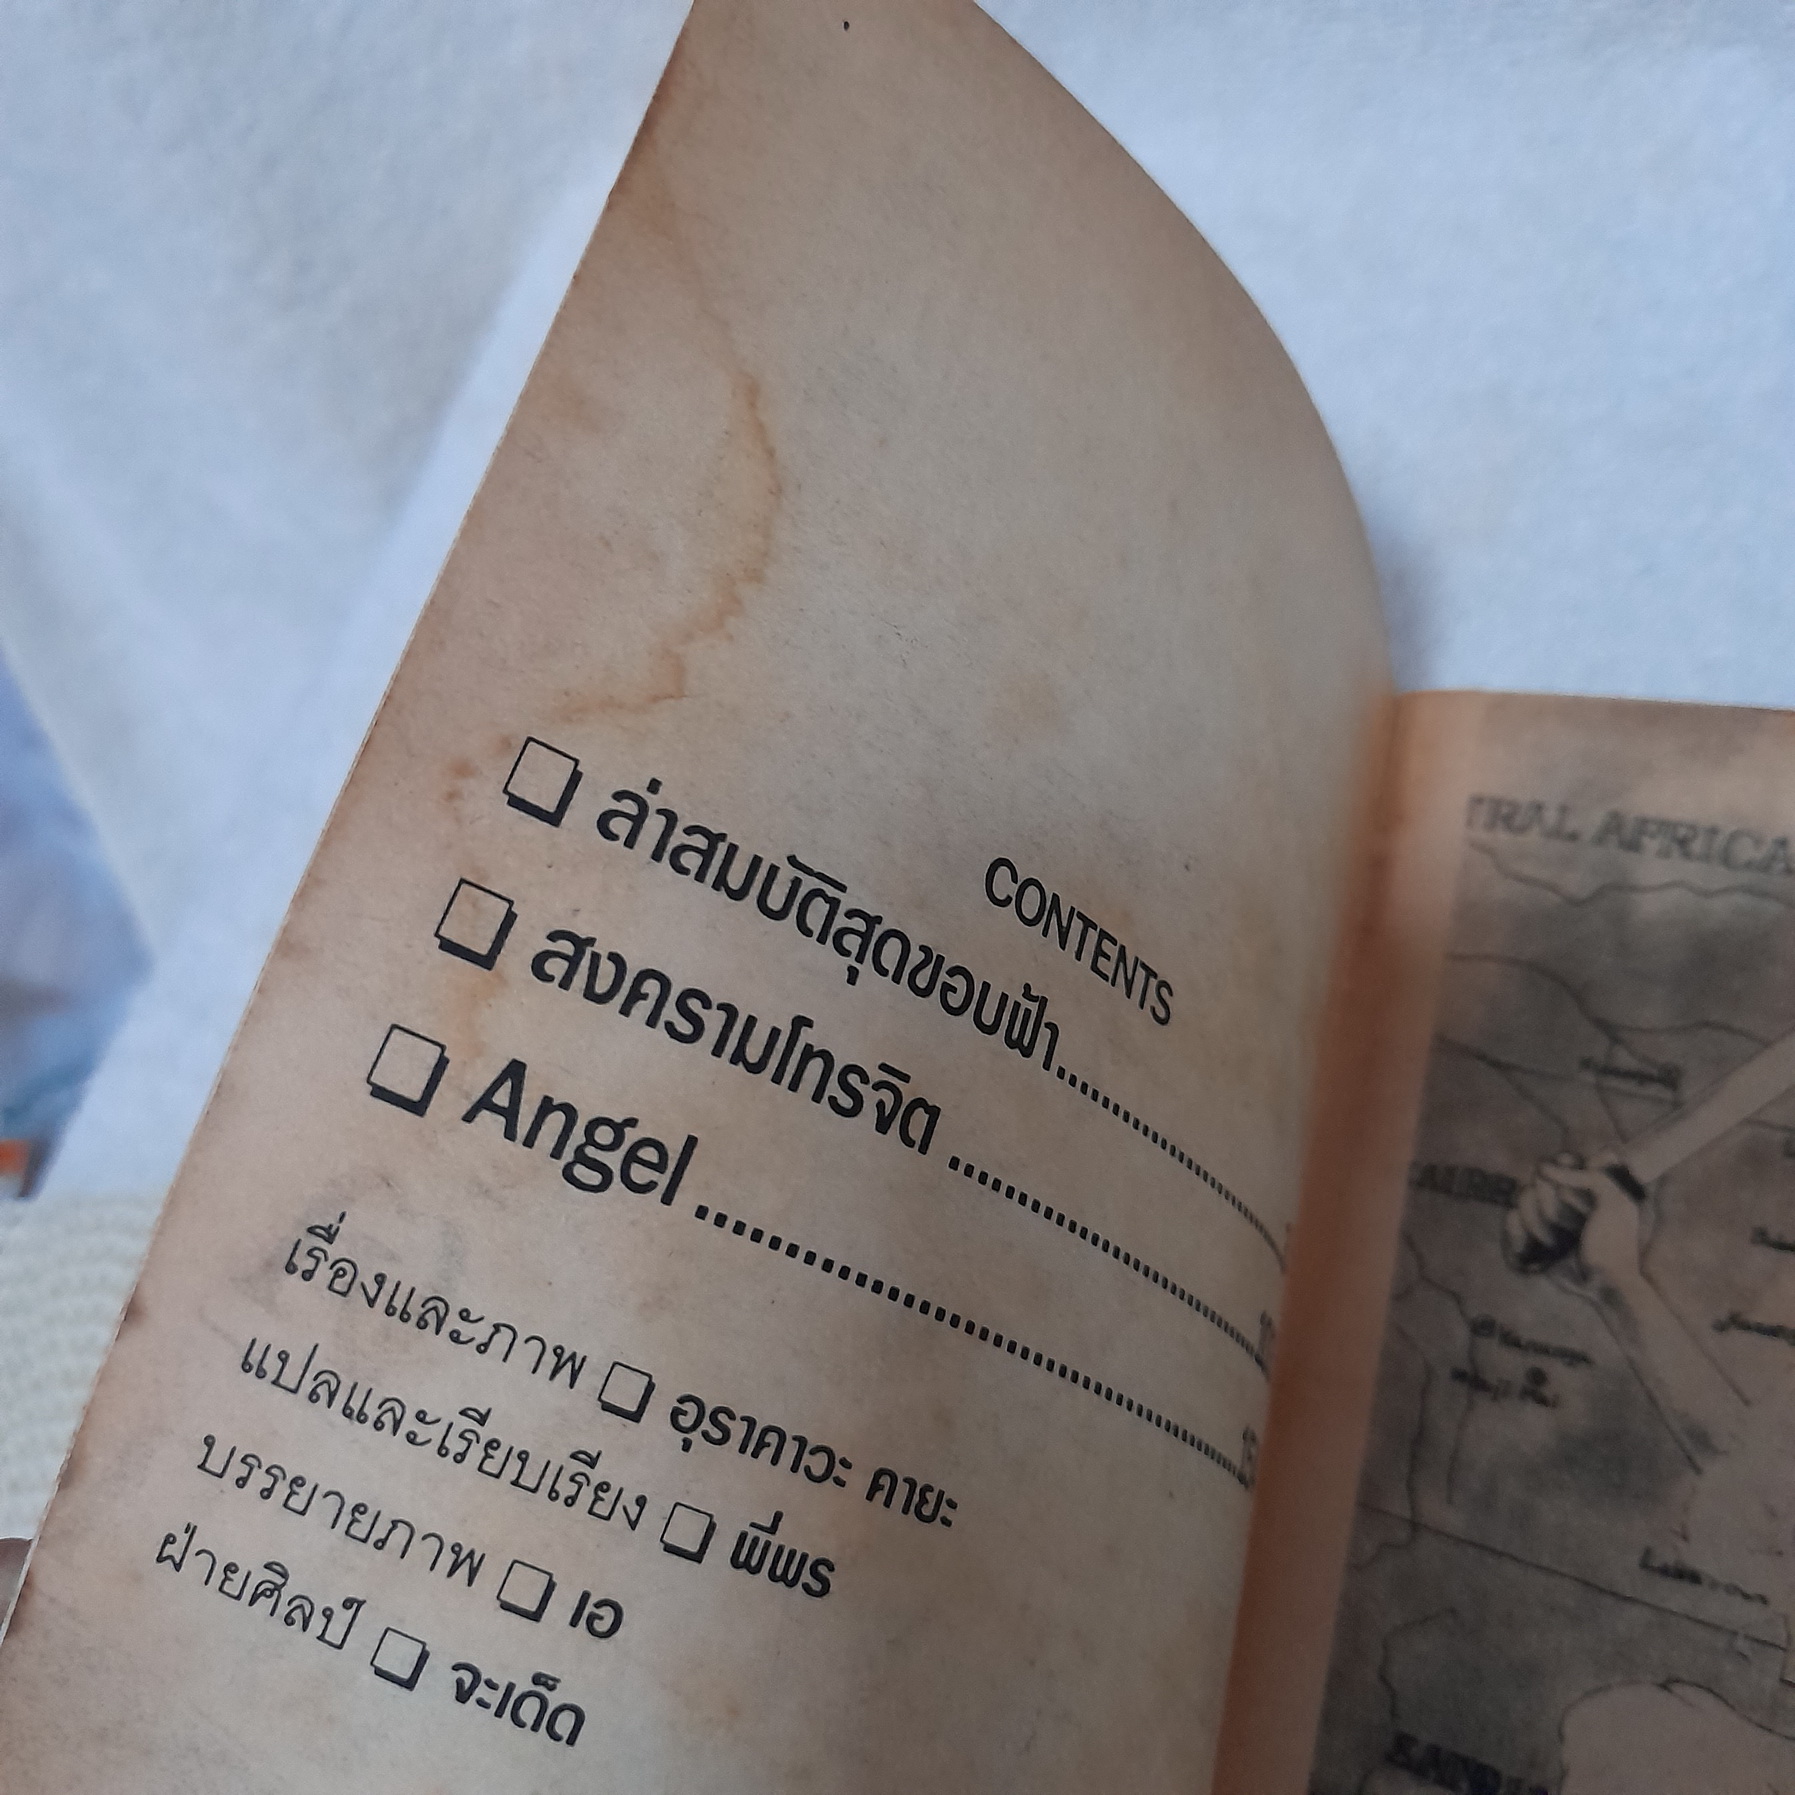 CONTENTS
❑ ล่าสมบัติสุดขอบฟ้า..............................
❑ สงครามโทรจิต ..............................
❑ Angel ..............................
เรื่องและภาพ ❑ อุราคาวะ คายะ
แปลและเรียบเรียง ❑ พี่พร
บรรยายภาพ ❑ เอ
ฝ่ายศิลป์ ❑ จะเด็ด
TRAL AFRICA